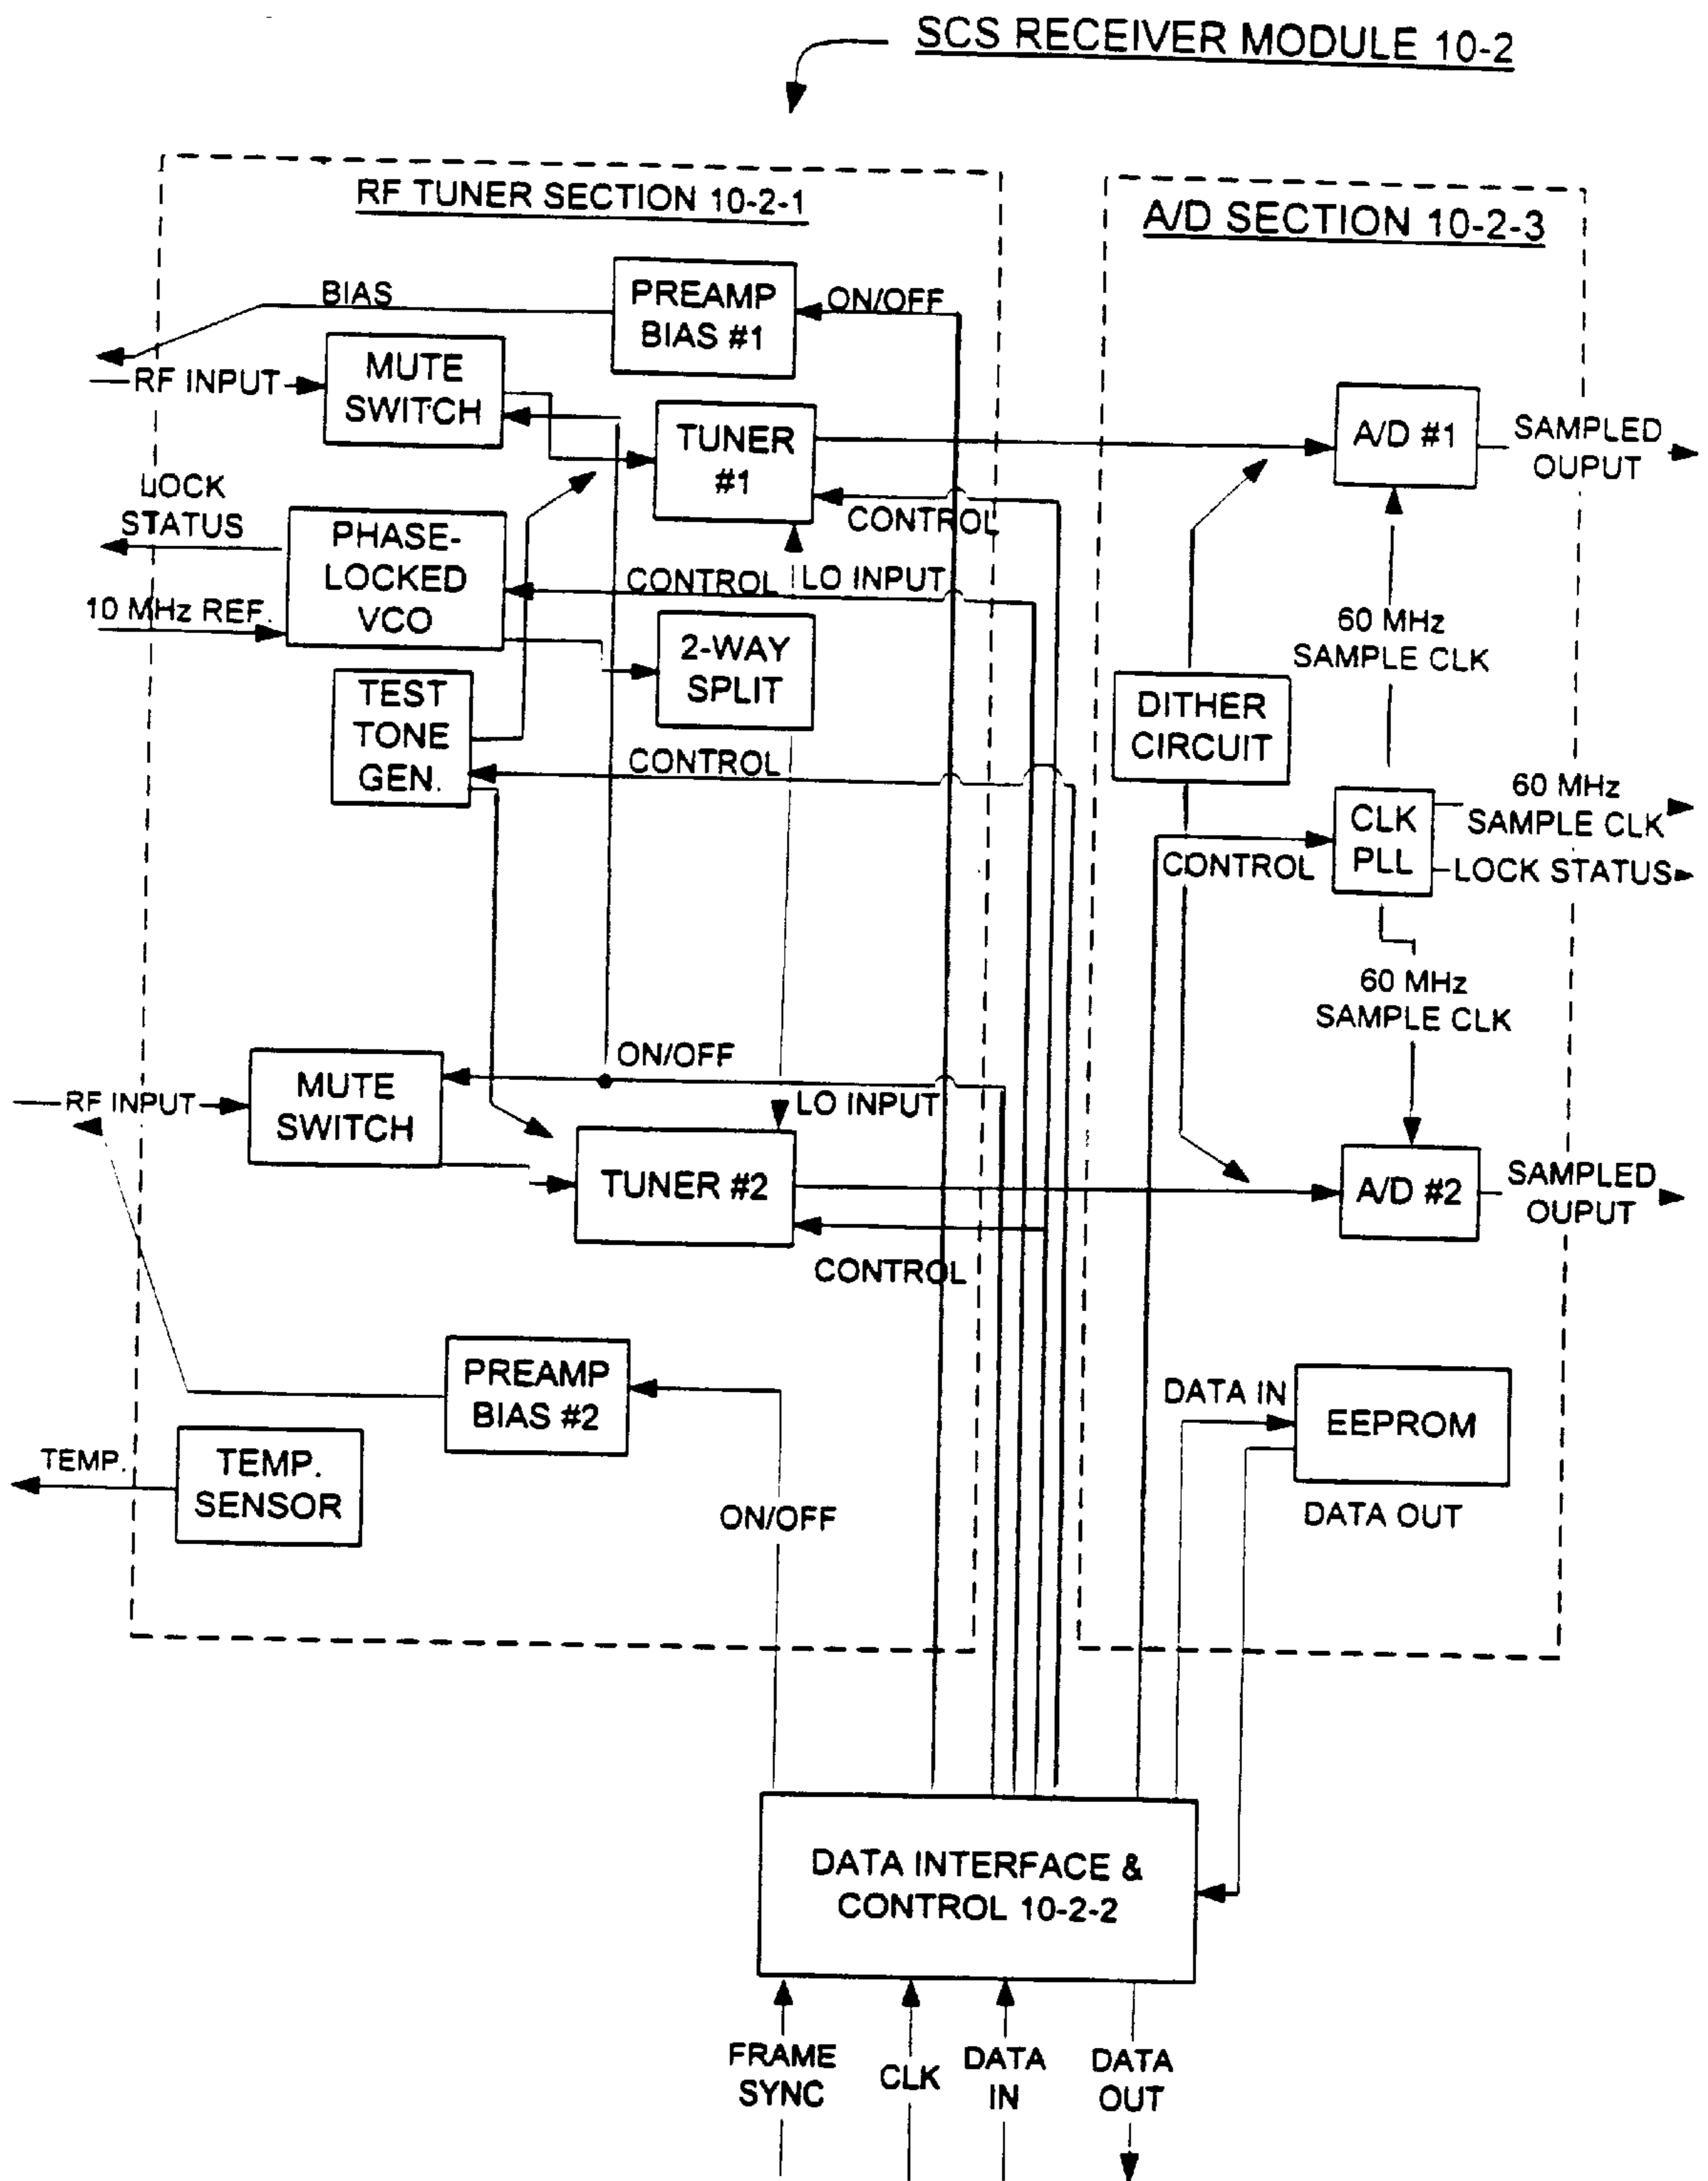 SCS RECEIVER MODULE 10-2
RF TUNER SECTION 10-2-1
A/D SECTION 10-2-3
BIAS
PREAMP
BIAS #1
ON/OFF
RF INPUT
MUTE
SWITCH
TUNER
#1
A/D #1
SAMPLED
OUPUT
LOCK
STATUS
CONTROL
PHASE-
LOCKED
VCO
CONTROL
LO INPUT
10 MHz REF.
2-WAY
SPLIT
60 MHz
SAMPLE CLK
TEST
TONE
GEN.
CONTROL
DITHER
CIRCUIT
CLK
PLL
60 MHz
SAMPLE CLK
CONTROL
LOCK STATUS
60 MHz
SAMPLE CLK
ON/OFF
RF INPUT
MUTE
SWITCH
LO INPUT
TUNER #2
A/D #2
SAMPLED
OUPUT
CONTROL
PREAMP
BIAS #2
DATA IN
EEPROM
TEMP.
TEMP.
SENSOR
ON/OFF
DATA OUT
DATA INTERFACE &
CONTROL 10-2-2
FRAME
SYNC
CLK
DATA
IN
DATA
OUT